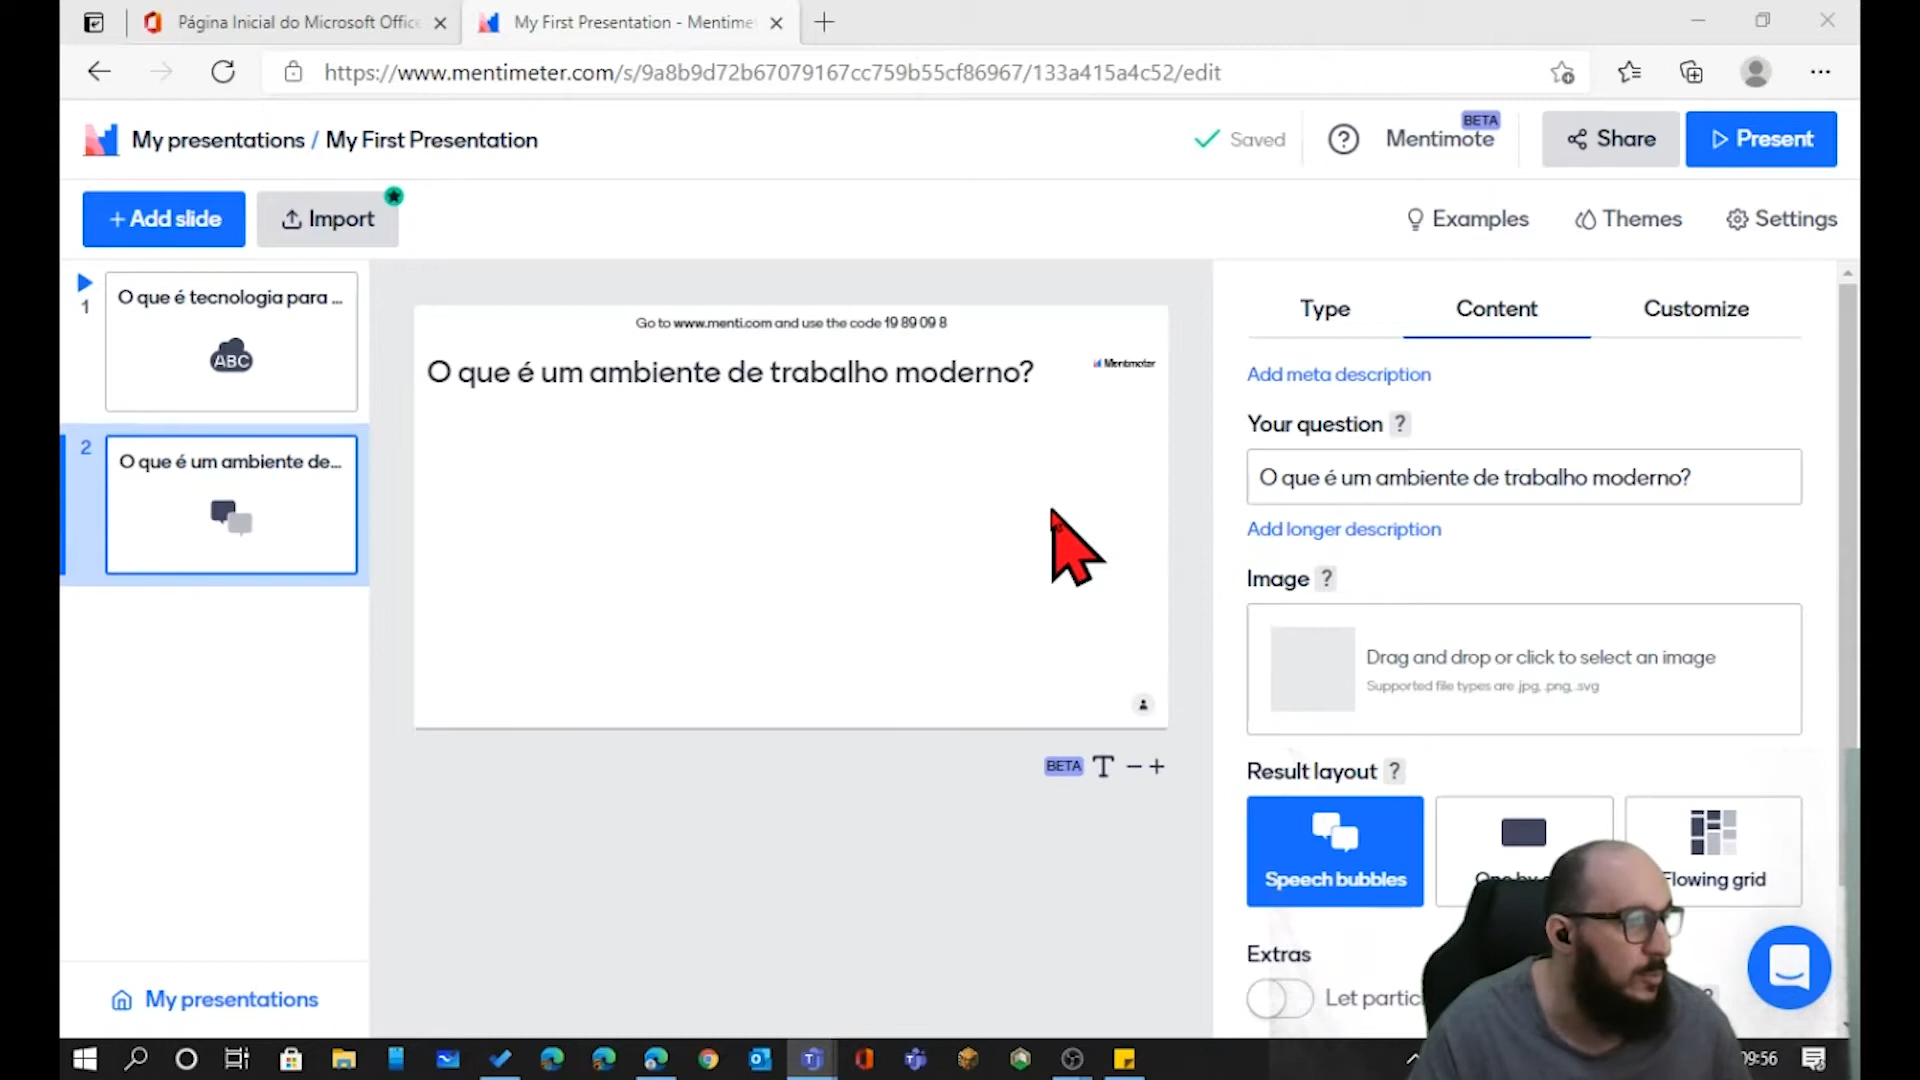 Página Inicial do Microsoft Office
My First Presentation - Mentime
https://www.mentimeter.com/s/9a8b9d72b67079167cc759b55cf86967/133a415a4c52/edit
My presentations / My First Presentation
Saved
Mentimote
BETA
Share
Present
+ Add slide
Import
Examples
Themes
Settings
1
O que é tecnologia para ...
ABC
2
O que é um ambiente de...
My presentations
Go to www.menti.com and use the code 19 89 09 8
O que é um ambiente de trabalho moderno?
Mentimeter
BETA T − +
Type
Content
Customize
Add meta description
Your question ?
O que é um ambiente de trabalho moderno?
Add longer description
Image ?
Drag and drop or click to select an image
Supported file types are jpg, .png, .svg
Result layout ?
Speech bubbles
One by
Flowing grid
Extras
Let partic
09:56